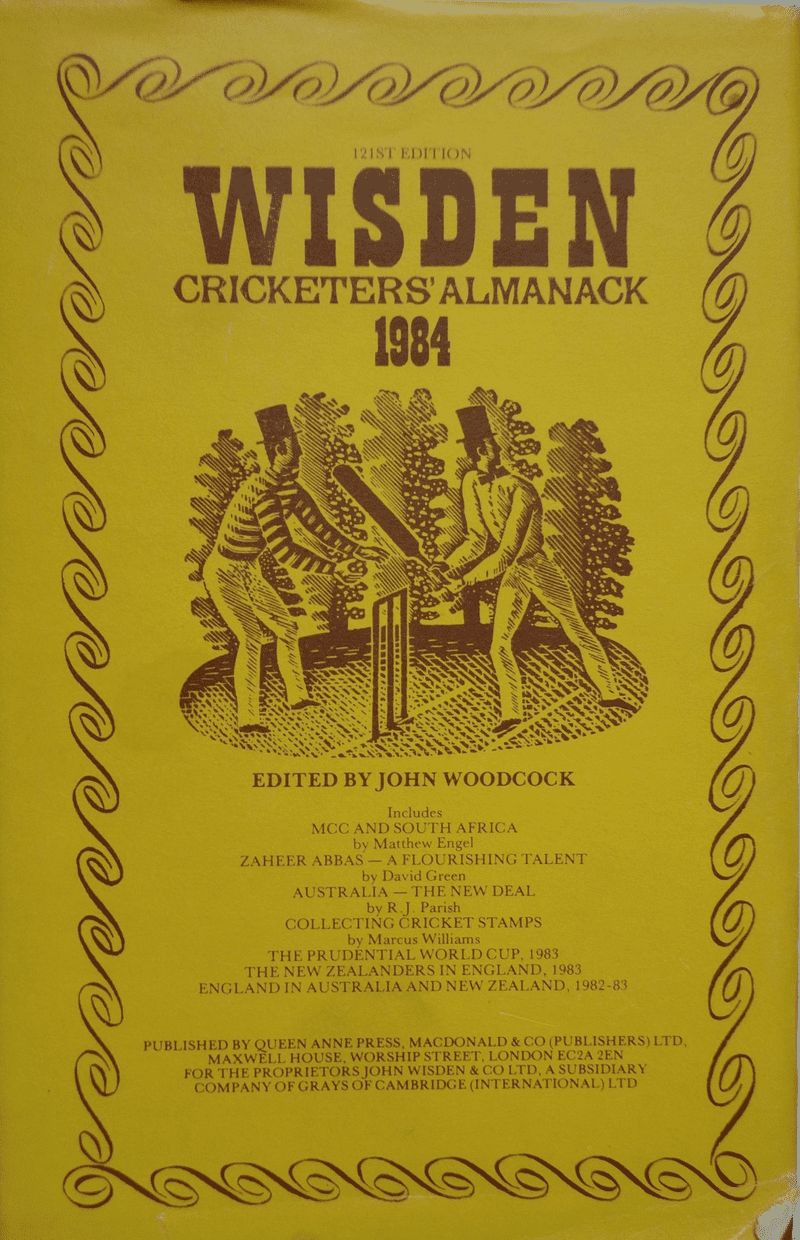 121ST EDITION
WISDEN
CRICKETERS' ALMANACK
1984
EDITED BY JOHN WOODCOCK
Includes
MCC AND SOUTH AFRICA
by Matthew Engel
ZAHEER ABBAS — A FLOURISHING TALENT
by David Green
AUSTRALIA — THE NEW DEAL
by R.J. Parish
COLLECTING CRICKET STAMPS
by Marcus Williams
THE PRUDENTIAL WORLD CUP, 1983
THE NEW ZEALANDERS IN ENGLAND, 1983
ENGLAND IN AUSTRALIA AND NEW ZEALAND, 1982-83
PUBLISHED BY QUEEN ANNE PRESS, MACDONALD & CO (PUBLISHERS) LTD,
MAXWELL HOUSE, WORSHIP STREET, LONDON EC2A 2EN
FOR THE PROPRIETORS JOHN WISDEN & CO LTD, A SUBSIDIARY
COMPANY OF GRAYS OF CAMBRIDGE (INTERNATIONAL) LTD